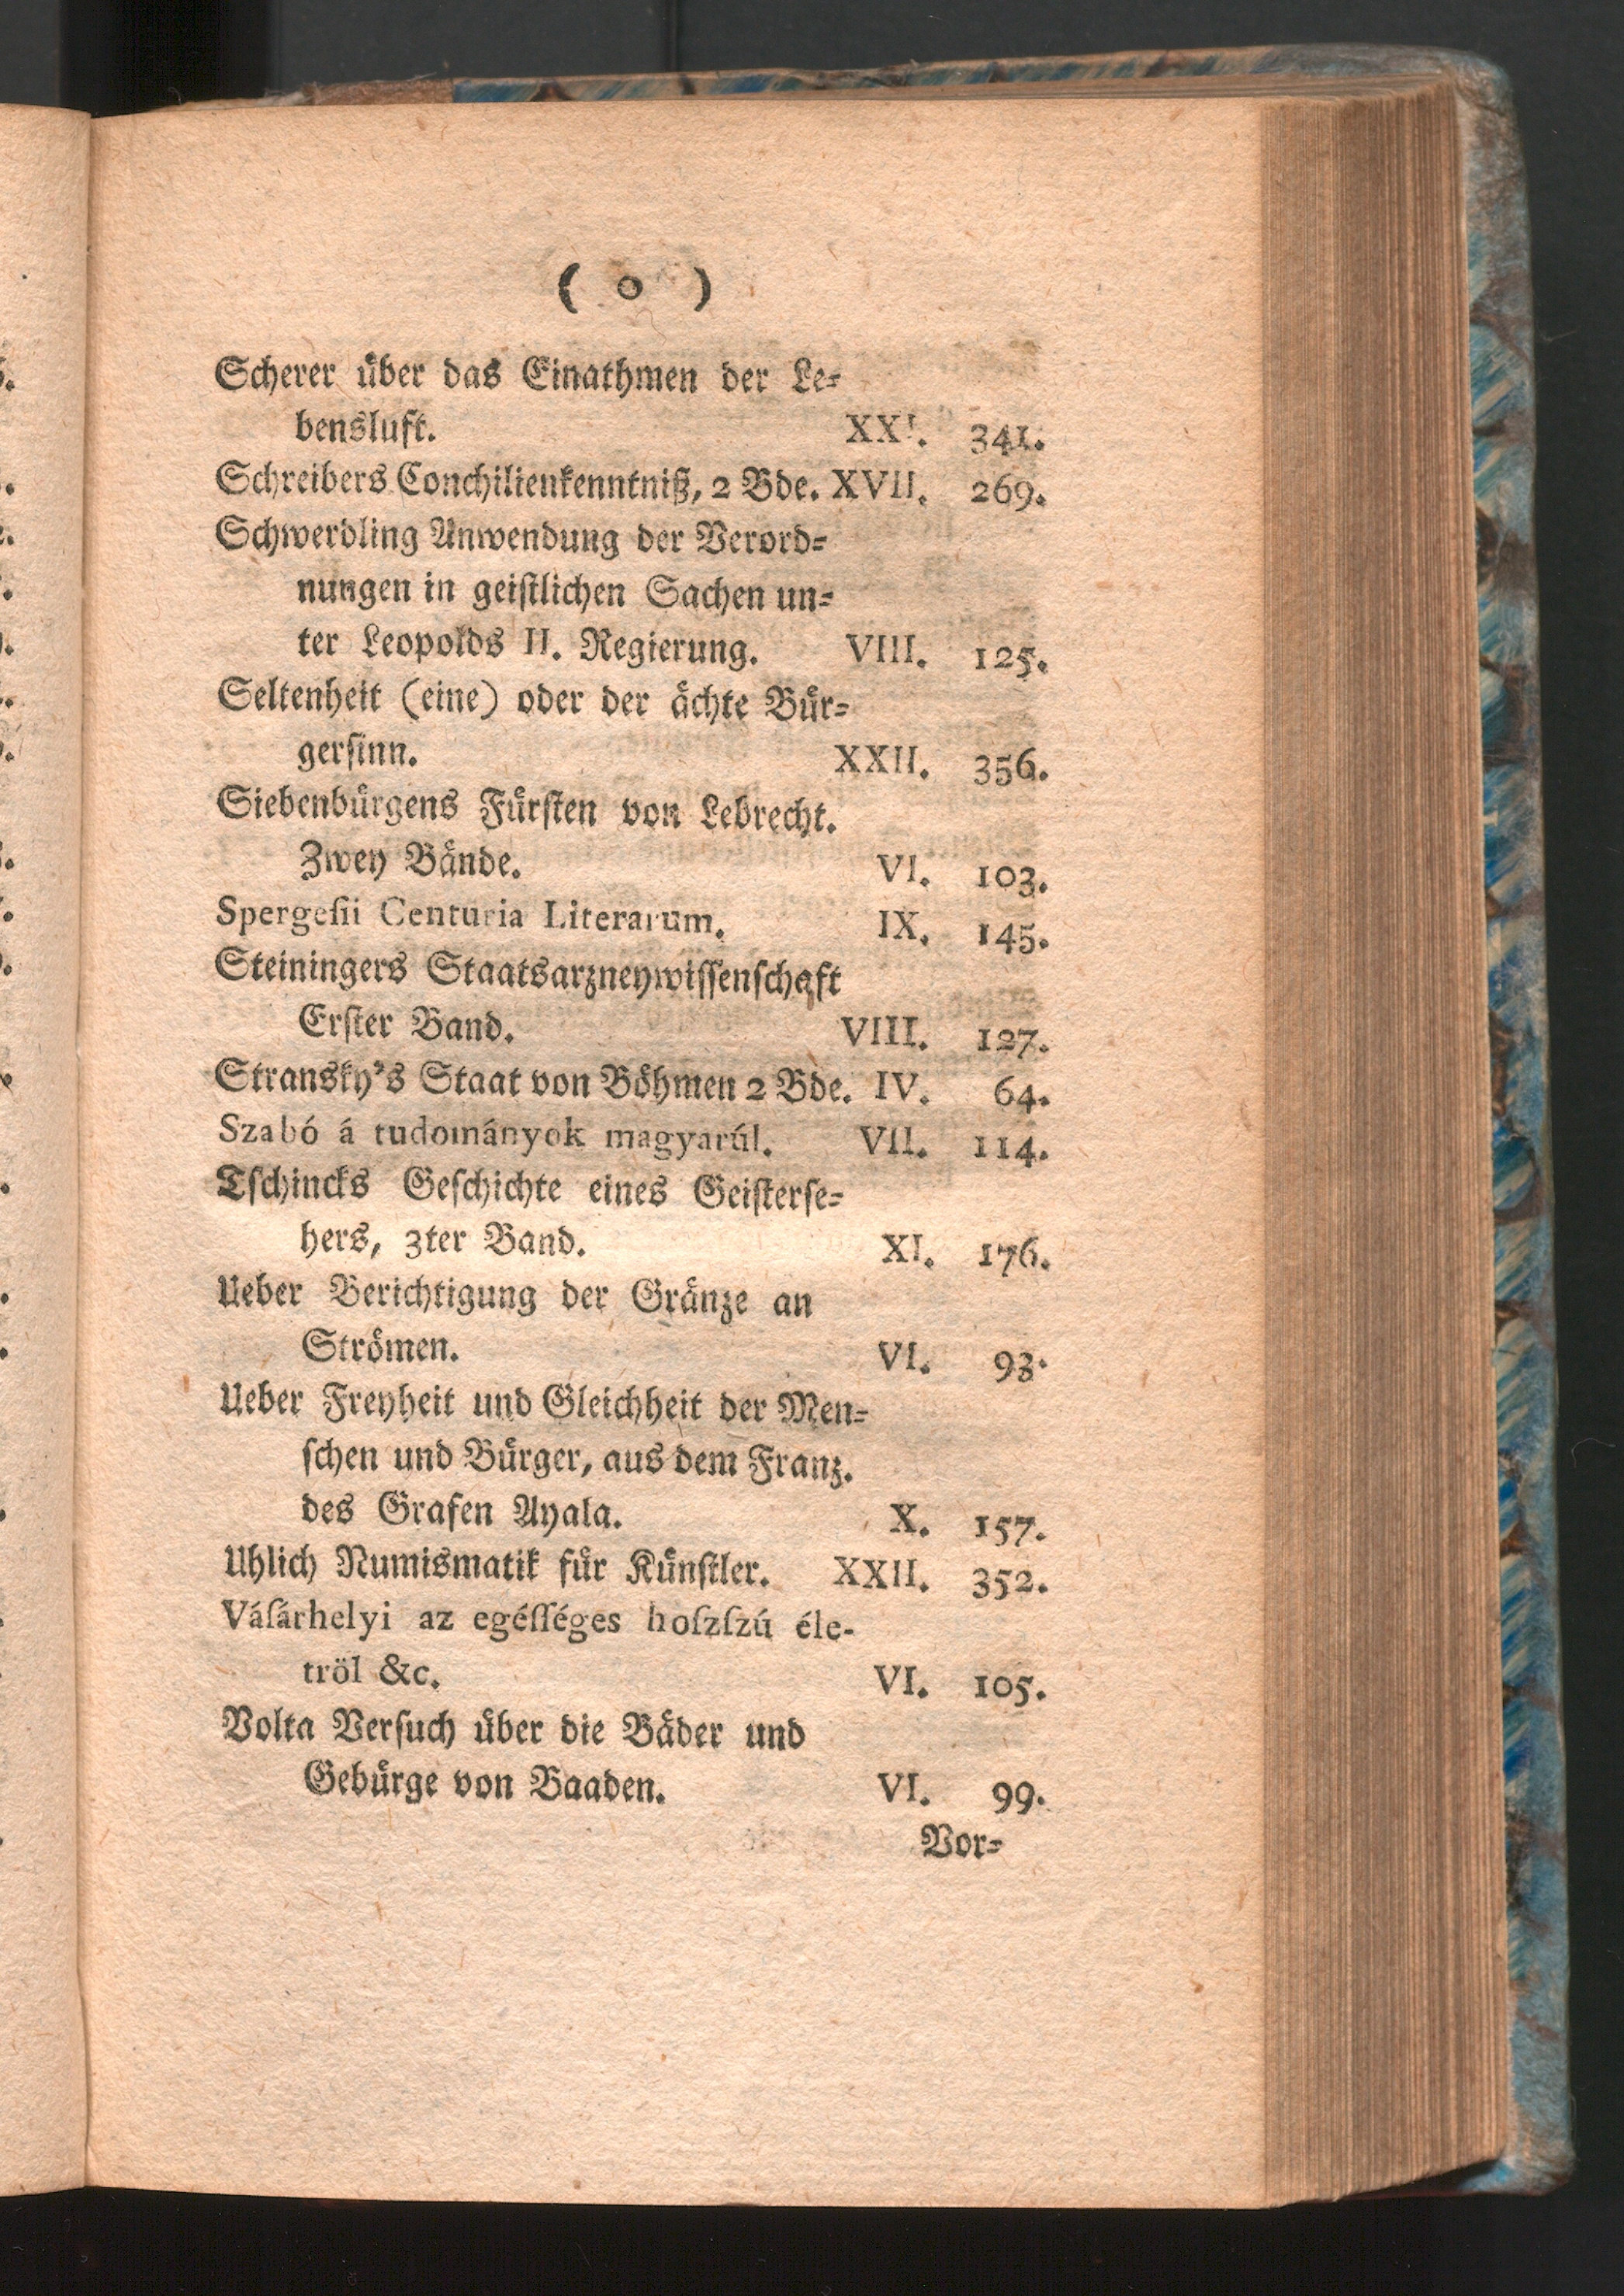 ( o )
Scherer über das Einathmen der Le-
bensluft. XXI. 341.
Schreibers Conchilienkenntniß, 2 Bde. XVII. 269.
Schwerdling Anwendung der Verord-
nungen in geiſtlichen Sachen un-
ter Leopolds II. Regierung. VIII. 125.
Seltenheit (eine) oder der ächte Bür-
gerſinn. XXII. 356.
Siebenbürgens Fürſten von Lebrecht.
Zwey Bände. VI. 103.
Spergeſii Centuria Literarum. IX. 145.
Steiningers Staatsarzneywiſſenſchaft
Erſter Band. VIII. 127.
Stransky's Staat von Böhmen 2 Bde. IV. 64.
Szabó á tudományok magyarúl. VII. 114.
Tſchincks Geſchichte eines Geiſterſe-
hers, 3ter Band. XI. 176.
Ueber Berichtigung der Gränze an
Strömen. VI. 93.
Ueber Freyheit und Gleichheit der Men-
ſchen und Bürger, aus dem Franz.
des Grafen Ayala. X. 157.
Uhlich Numismatik für Künſtler. XXII. 352.
Váſárhelyi az egéſſéges hoſzſzú éle-
tröl &c. VI. 105.
Volta Verſuch über die Bäder und
Gebürge von Baaden. VI. 99.
Vor-